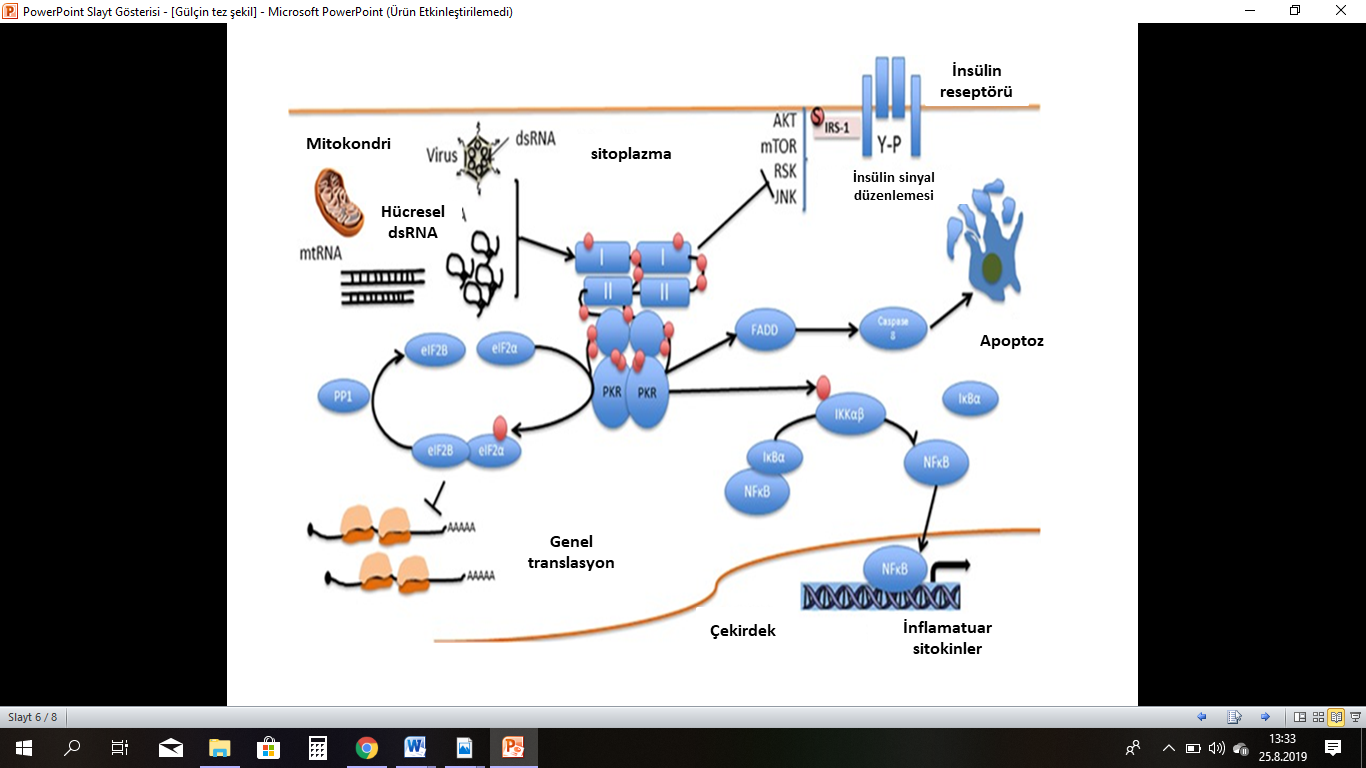 PowerPoint Slayt Gösterisi - [Gülçin tez şekil] - Microsoft PowerPoint (Ürün Etkinleştirilemedi)
İnsülin
reseptörü
AKT
mTOR
RSK
JNK
S
IRS-1
Y-P
İnsülin sinyal
düzenlemesi
Mitokondri
Virus
dsRNA
sitoplazma
Hücresel
dsRNA
mtRNA
I
I
II
II
PKR
PKR
FADD
Caspase
8
Apoptoz
eIF2B
eIF2α
PP1
eIF2B
eIF2α
IκBα
IKKαβ
IκBα
NFκB
NFκB
AAAAA
AAAAA
Genel
translasyon
NFκB
Çekirdek
İnflamatuar
sitokinler
Slayt 6 / 8
13:33
25.8.2019